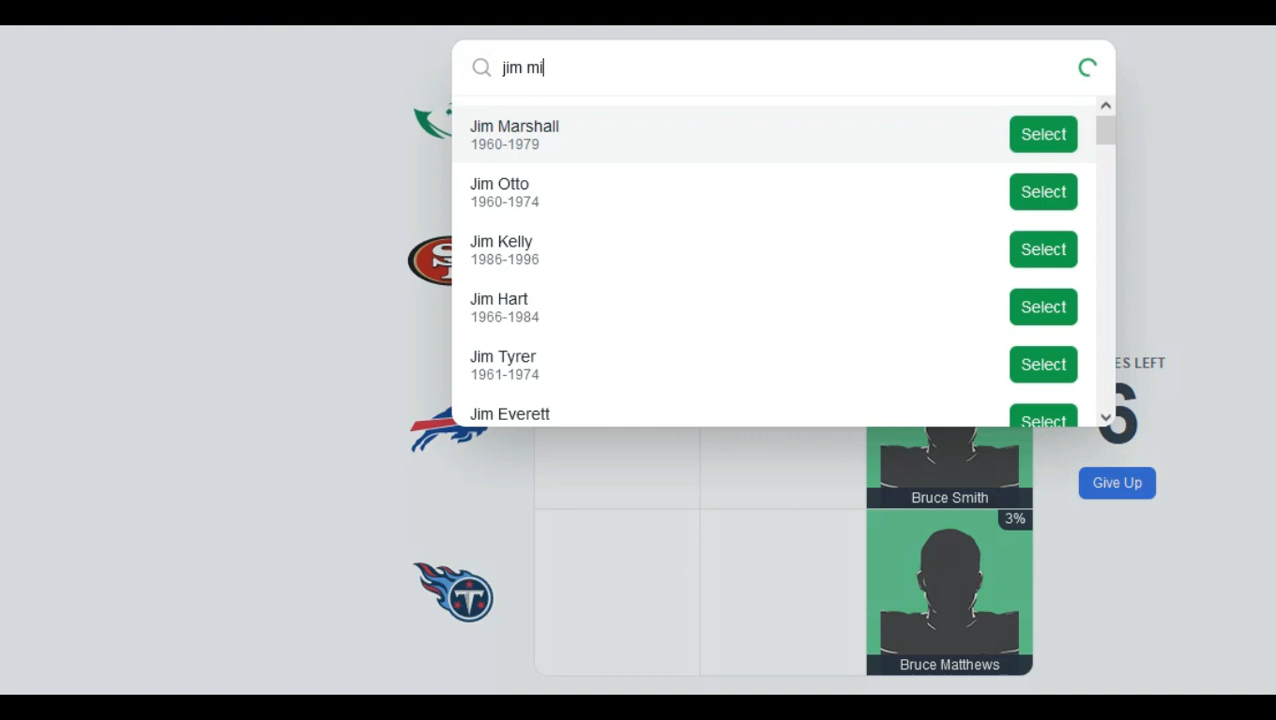 jim mi
Jim Marshall
1960-1979
Select
Jim Otto
1960-1974
Select
Jim Kelly
1986-1996
Select
Jim Hart
1966-1984
Select
Jim Tyrer
1961-1974
Select
Jim Everett
Select
ES LEFT
6
Give Up
Bruce Smith
3%
T
Bruce Matthews